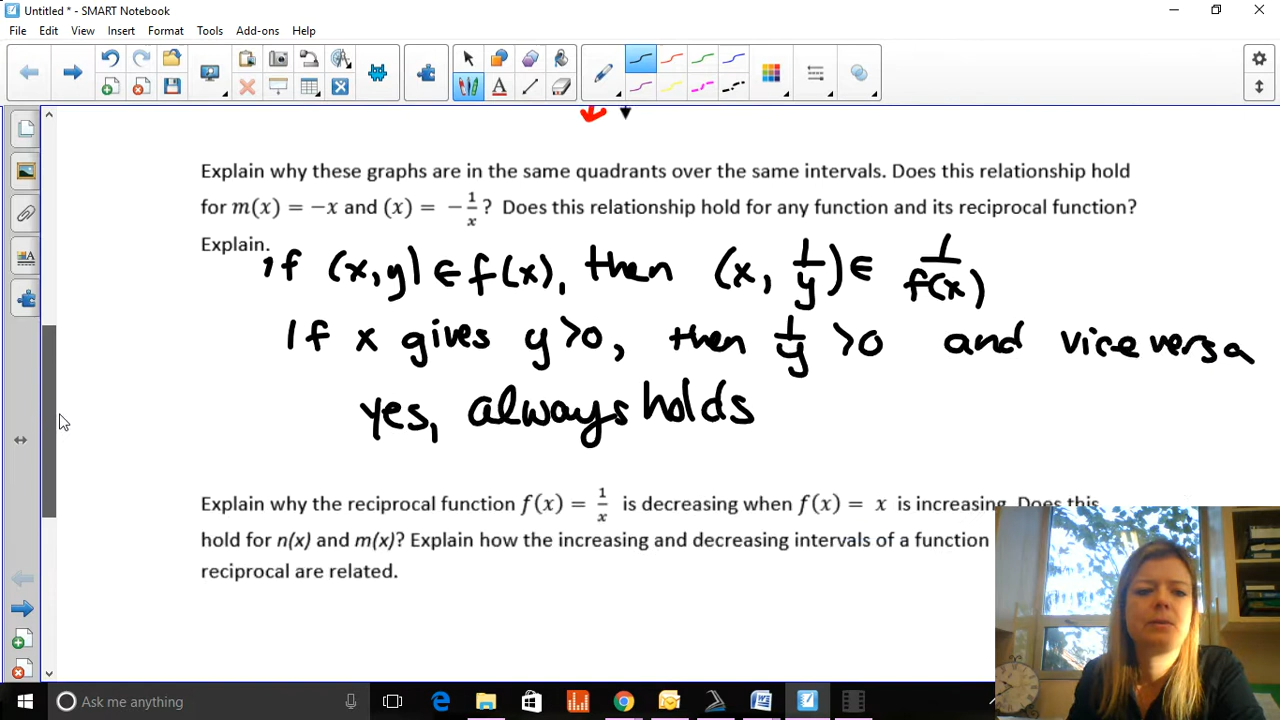 Untitled * - SMART Notebook
File Edit View Insert Format Tools Add-ons Help
Explain why these graphs are in the same quadrants over the same intervals. Does this relationship hold
for m(x) = −x and (x) = −1/x ? Does this relationship hold for any function and its reciprocal function?
Explain.
If (x,y) ∈ f(x), then (x, 1/y) ∈ 1/f(x)
If x gives y >0, then 1/y >0 and vice versa
yes, always holds
Explain why the reciprocal function f(x) = 1/x is decreasing when f(x) = x is increasing. Does this
hold for n(x) and m(x)? Explain how the increasing and decreasing intervals of a function
reciprocal are related.
Ask me anything